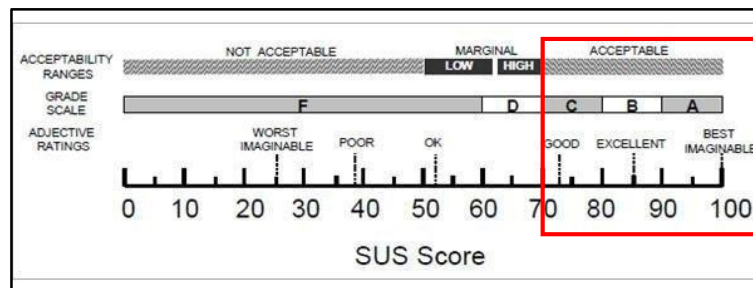 ACCEPTABILITY RANGES
NOT ACCEPTABLE
MARGINAL
ACCEPTABLE
LOW
HIGH
GRADE SCALE
F
D
C
B
A
ADJECTIVE RATINGS
WORST IMAGINABLE
POOR
OK
GOOD
EXCELLENT
BEST IMAGINABLE
0 10 20 30 40 50 60 70 80 90 100
SUS Score